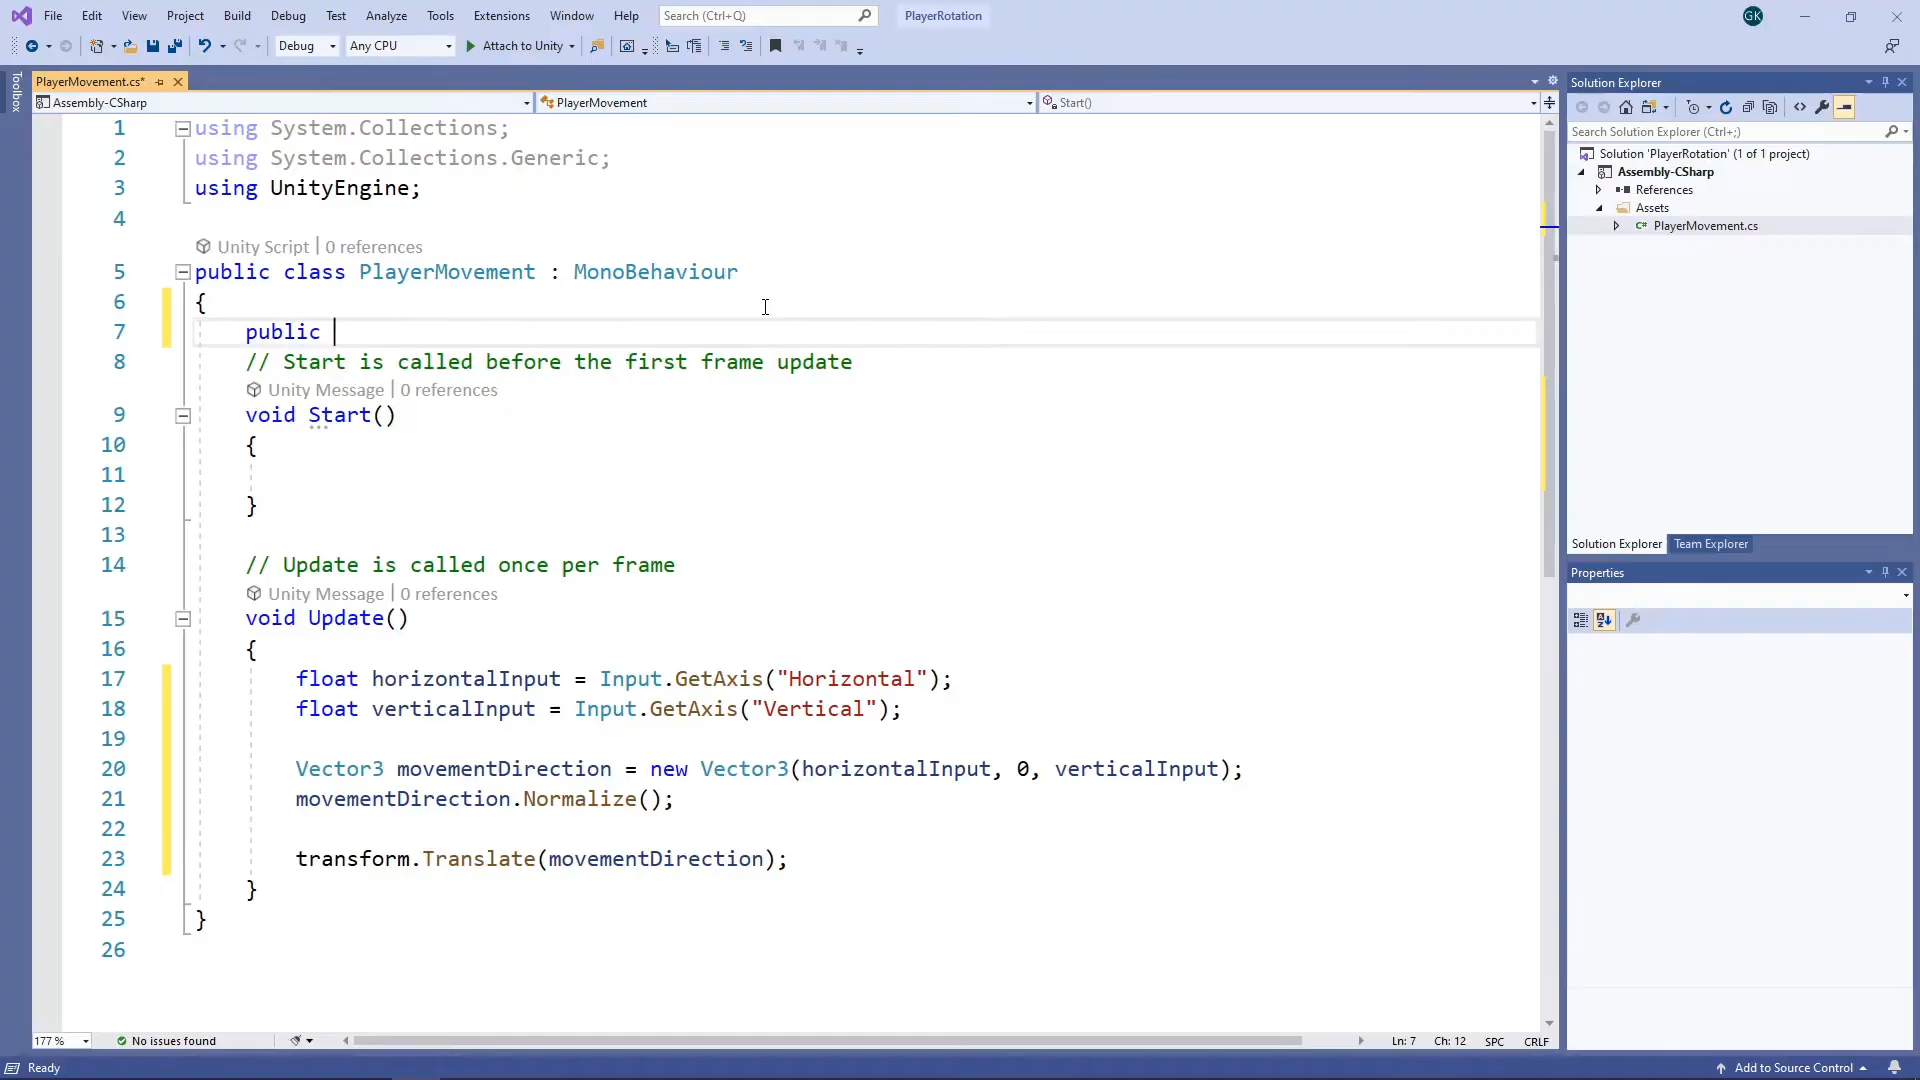 File Edit View Project Build Debug Test Analyze Tools Extensions Window Help Search (Ctrl+Q) PlayerRotation GK
Debug Any CPU Attach to Unity
Toolbox
PlayerMovement.cs*
Assembly-CSharp PlayerMovement Start()
1 using System.Collections;
2 using System.Collections.Generic;
3 using UnityEngine;
4
Unity Script | 0 references
5 public class PlayerMovement : MonoBehaviour
6 {
7 public
8 // Start is called before the first frame update
Unity Message | 0 references
9 void Start()
10 {
11
12 }
13
14 // Update is called once per frame
Unity Message | 0 references
15 void Update()
16 {
17 float horizontalInput = Input.GetAxis("Horizontal");
18 float verticalInput = Input.GetAxis("Vertical");
19
20 Vector3 movementDirection = new Vector3(horizontalInput, 0, verticalInput);
21 movementDirection.Normalize();
22
23 transform.Translate(movementDirection);
24 }
25 }
26
177 % No issues found Ln: 7 Ch: 12 SPC CRLF
Solution Explorer
Search Solution Explorer (Ctrl+;)
Solution 'PlayerRotation' (1 of 1 project)
Assembly-CSharp
References
Assets
C# PlayerMovement.cs
Solution Explorer Team Explorer
Properties
Ready Add to Source Control